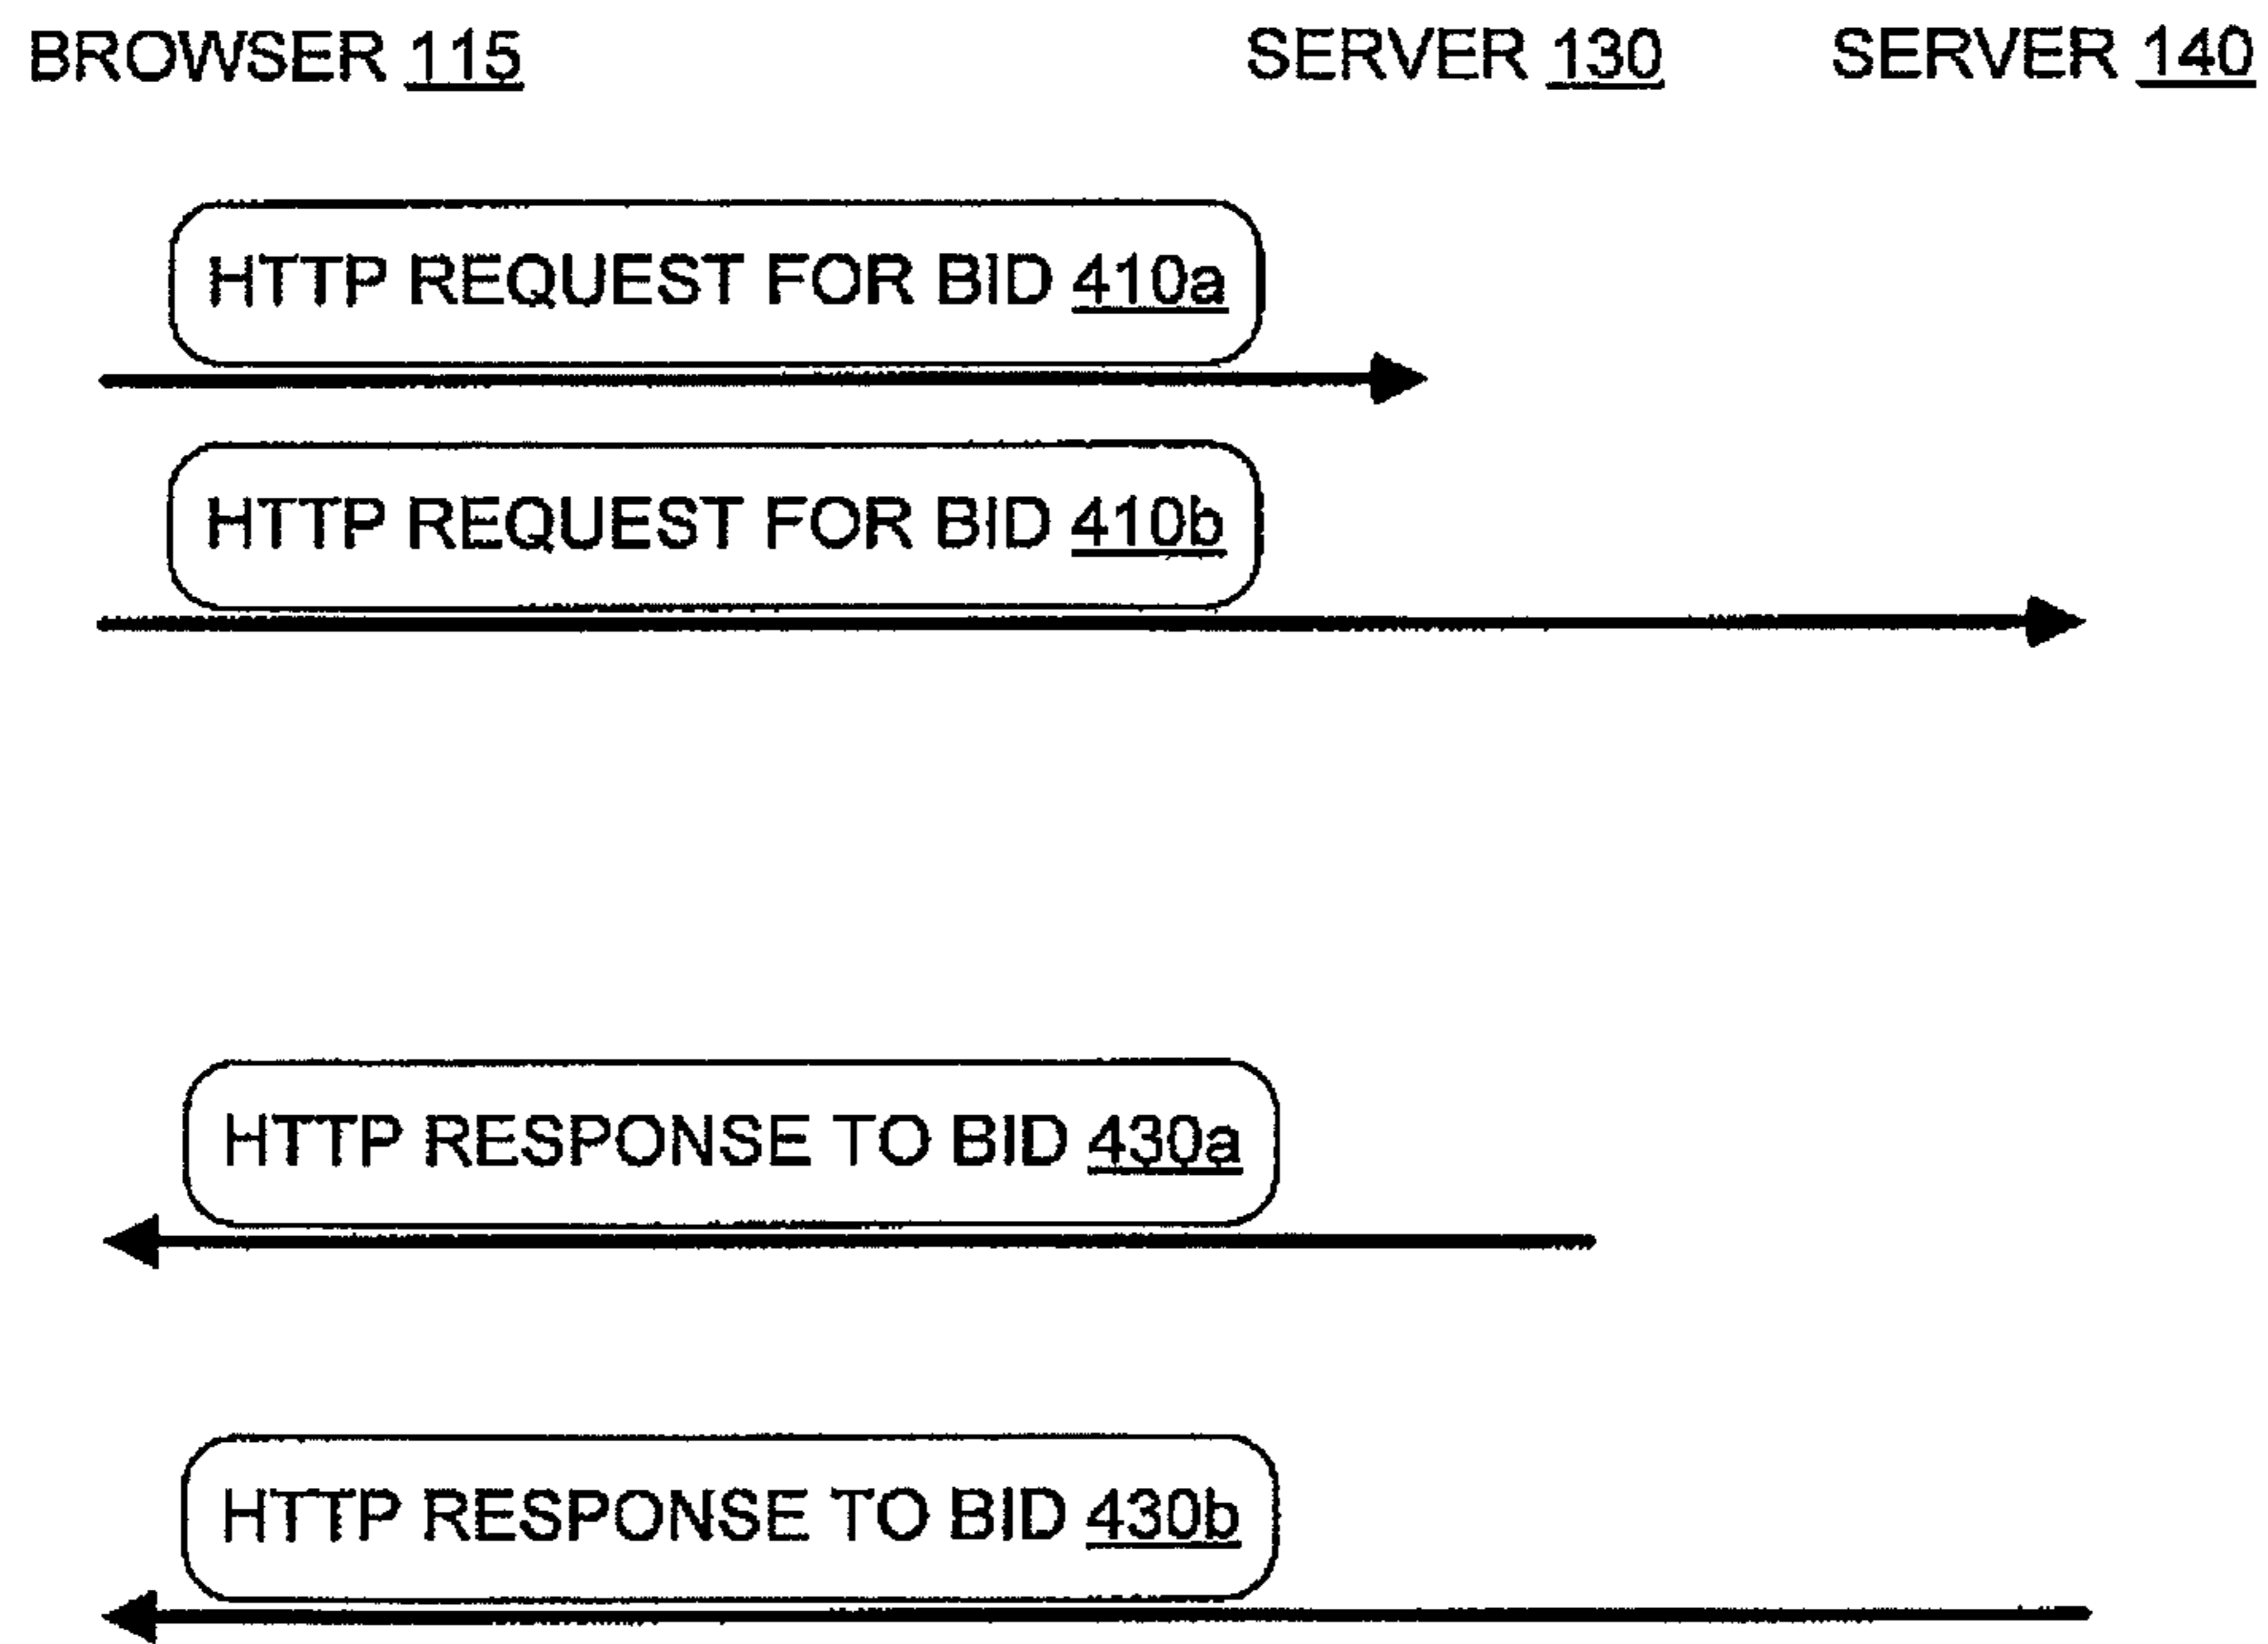 BROWSER 115 SERVER 130 SERVER 140
HTTP REQUEST FOR BID 410a
HTTP REQUEST FOR BID 410b
HTTP RESPONSE TO BID 430a
HTTP RESPONSE TO BID 430b